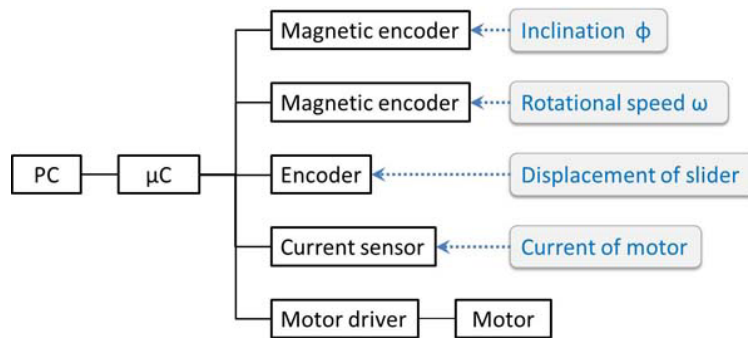 Magnetic encoder
Inclination ϕ
Magnetic encoder
Rotational speed ω
PC
μC
Encoder
Displacement of slider
Current sensor
Current of motor
Motor driver
Motor